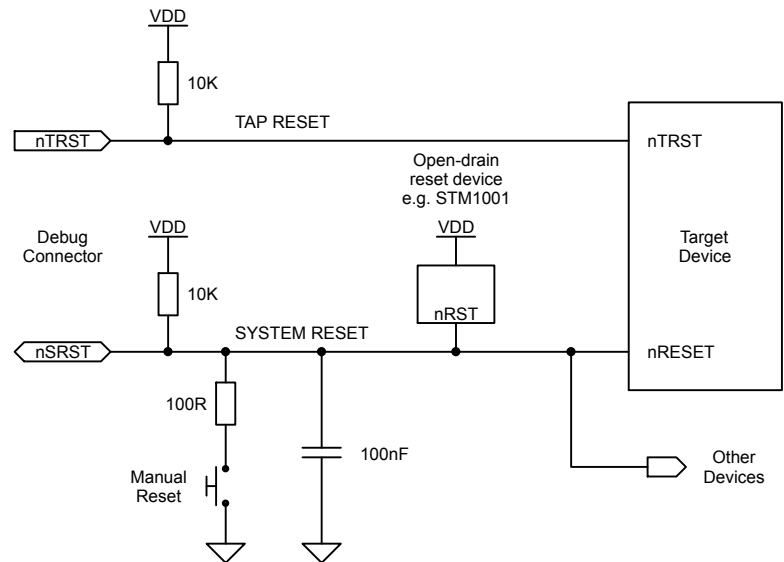 VDD
10K
TAP RESET
nTRST
nTRST
Open-drain
reset device
e.g. STM1001
Debug
Connector
VDD
VDD
Target
Device
10K
nRST
SYSTEM RESET
nSRST
nRESET
100R
100nF
Manual
Reset
Other
Devices